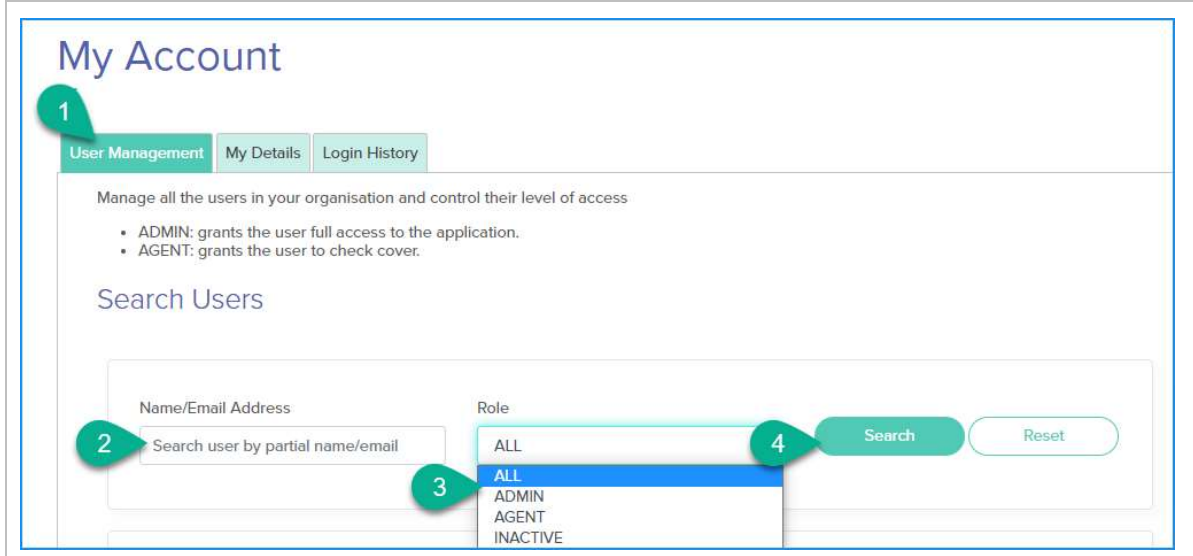 My Account
1
User Management My Details Login History
Manage all the users in your organisation and control their level of access
• ADMIN: grants the user full access to the application.
• AGENT: grants the user to check cover.
Search Users
Name/Email Address Role
2 Search user by partial name/email ALL 4 Search Reset
3 ALL
ADMIN
AGENT
INACTIVE